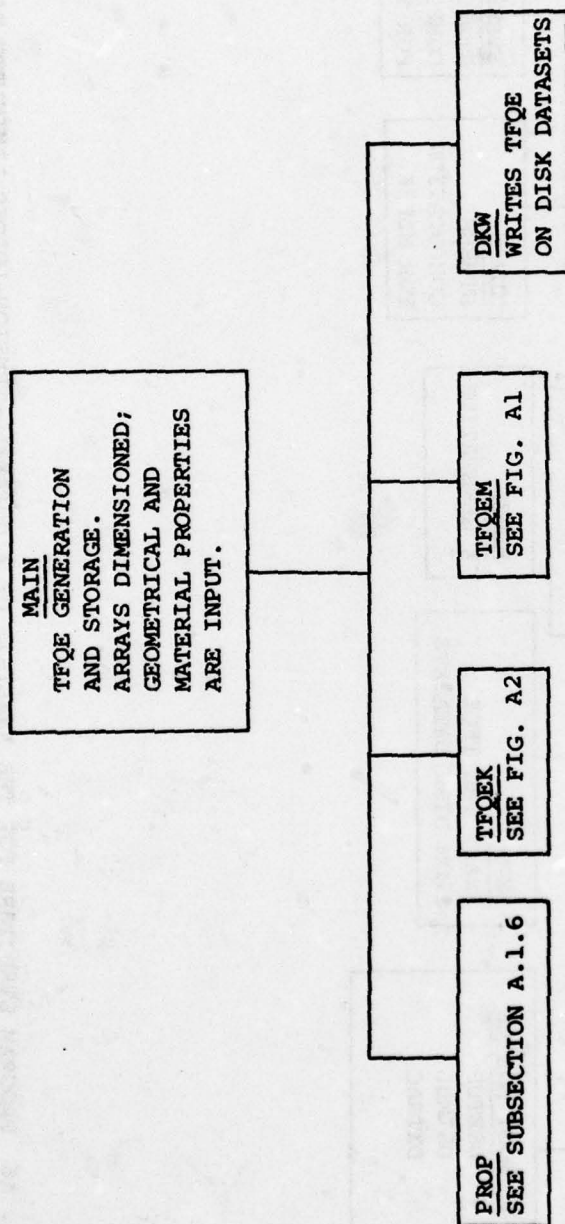 MAIN
TFQE GENERATION
AND STORAGE.
ARRAYS DIMENSIONED;
GEOMETRICAL AND
MATERIAL PROPERTIES
ARE INPUT.
PROP
SEE SUBSECTION A.1.6
TFQEK
SEE FIG. A2
TFQEM
SEE FIG. A1
DKW
WRITES TFQE
ON DISK DATASETS